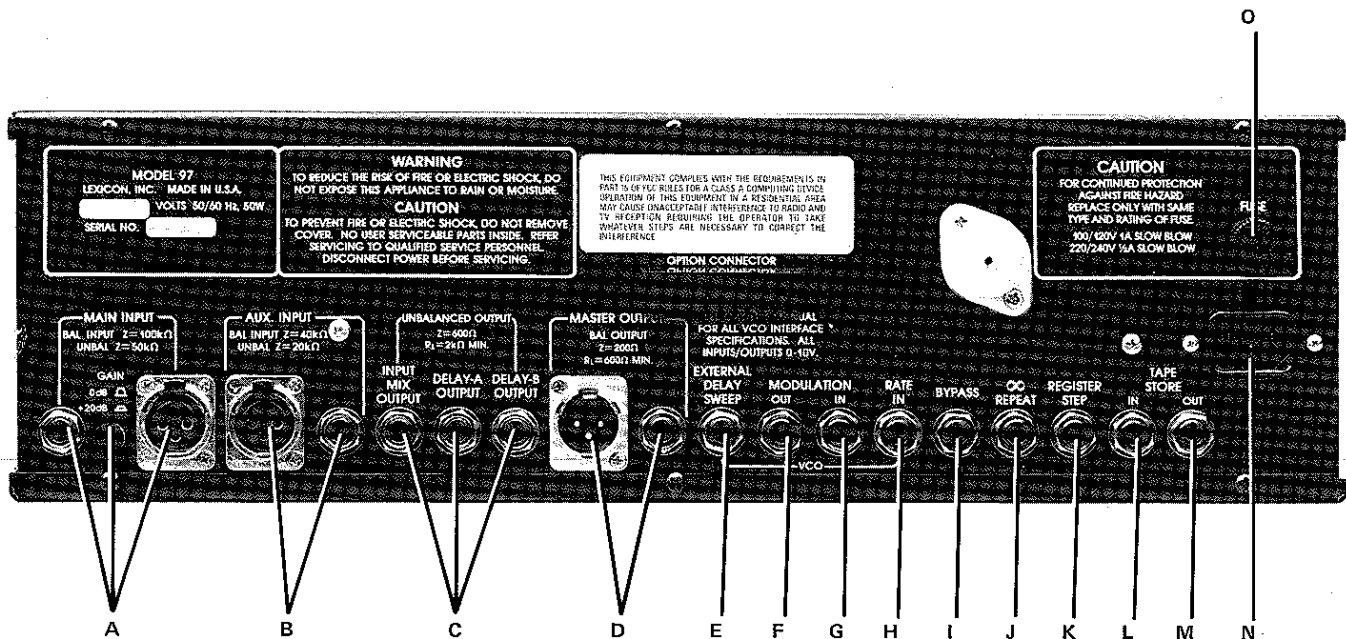 O
MODEL 97
LEXICON, INC. MADE IN U.S.A.
VOLTS 50/60 Hz, 50W
SERIAL NO.
WARNING
TO REDUCE THE RISK OF FIRE OR ELECTRIC SHOCK, DO
NOT EXPOSE THIS APPLIANCE TO RAIN OR MOISTURE.
CAUTION
TO PREVENT FIRE OR ELECTRIC SHOCK, DO NOT REMOVE
COVER. NO USER SERVICEABLE PARTS INSIDE. REFER
SERVICING TO QUALIFIED SERVICE PERSONNEL.
DISCONNECT POWER BEFORE SERVICING.
THIS EQUIPMENT COMPLIES WITH THE REQUIREMENTS IN
PART 15 OF FCC RULES FOR A CLASS A COMPUTING DEVICE
OPERATION OF THIS EQUIPMENT IN A RESIDENTIAL AREA
MAY CAUSE UNACCEPTABLE INTERFERENCE TO RADIO AND
TV RECEPTION REQUIRING THE OPERATOR TO TAKE
WHATEVER STEPS ARE NECESSARY TO CORRECT THE
INTERFERENCE
OPTION CONNECTOR
CAUTION
FOR CONTINUED PROTECTION
AGAINST FIRE HAZARD
REPLACE ONLY WITH SAME
TYPE AND RATING OF FUSE.
100/120V 1A SLOW BLOW
220/240V ½A SLOW BLOW
FUSE
MAIN INPUT
BAL INPUT Z=100kΩ
UNBAL Z=50kΩ
GAIN
0dB
+20dB
AUX. INPUT
BAL INPUT Z=40kΩ
UNBAL Z=20kΩ
UNBALANCED OUTPUT
Z=600Ω
RL=2kΩ MIN.
INPUT
MIX
OUTPUT
DELAY-A
OUTPUT
DELAY-B
OUTPUT
MASTER OUTPUT
BAL OUTPUT
Z=200Ω
RL=600Ω MIN.
UAL
FOR ALL VCO INTERFACE
SPECIFICATIONS. ALL
INPUTS/OUTPUTS 0-10V.
EXTERNAL
DELAY
SWEEP
MODULATION
OUT IN
RATE
IN
VCO
BYPASS
∞
REPEAT
REGISTER
STEP
TAPE
STORE
IN OUT
A B C D E F G H I J K L M N